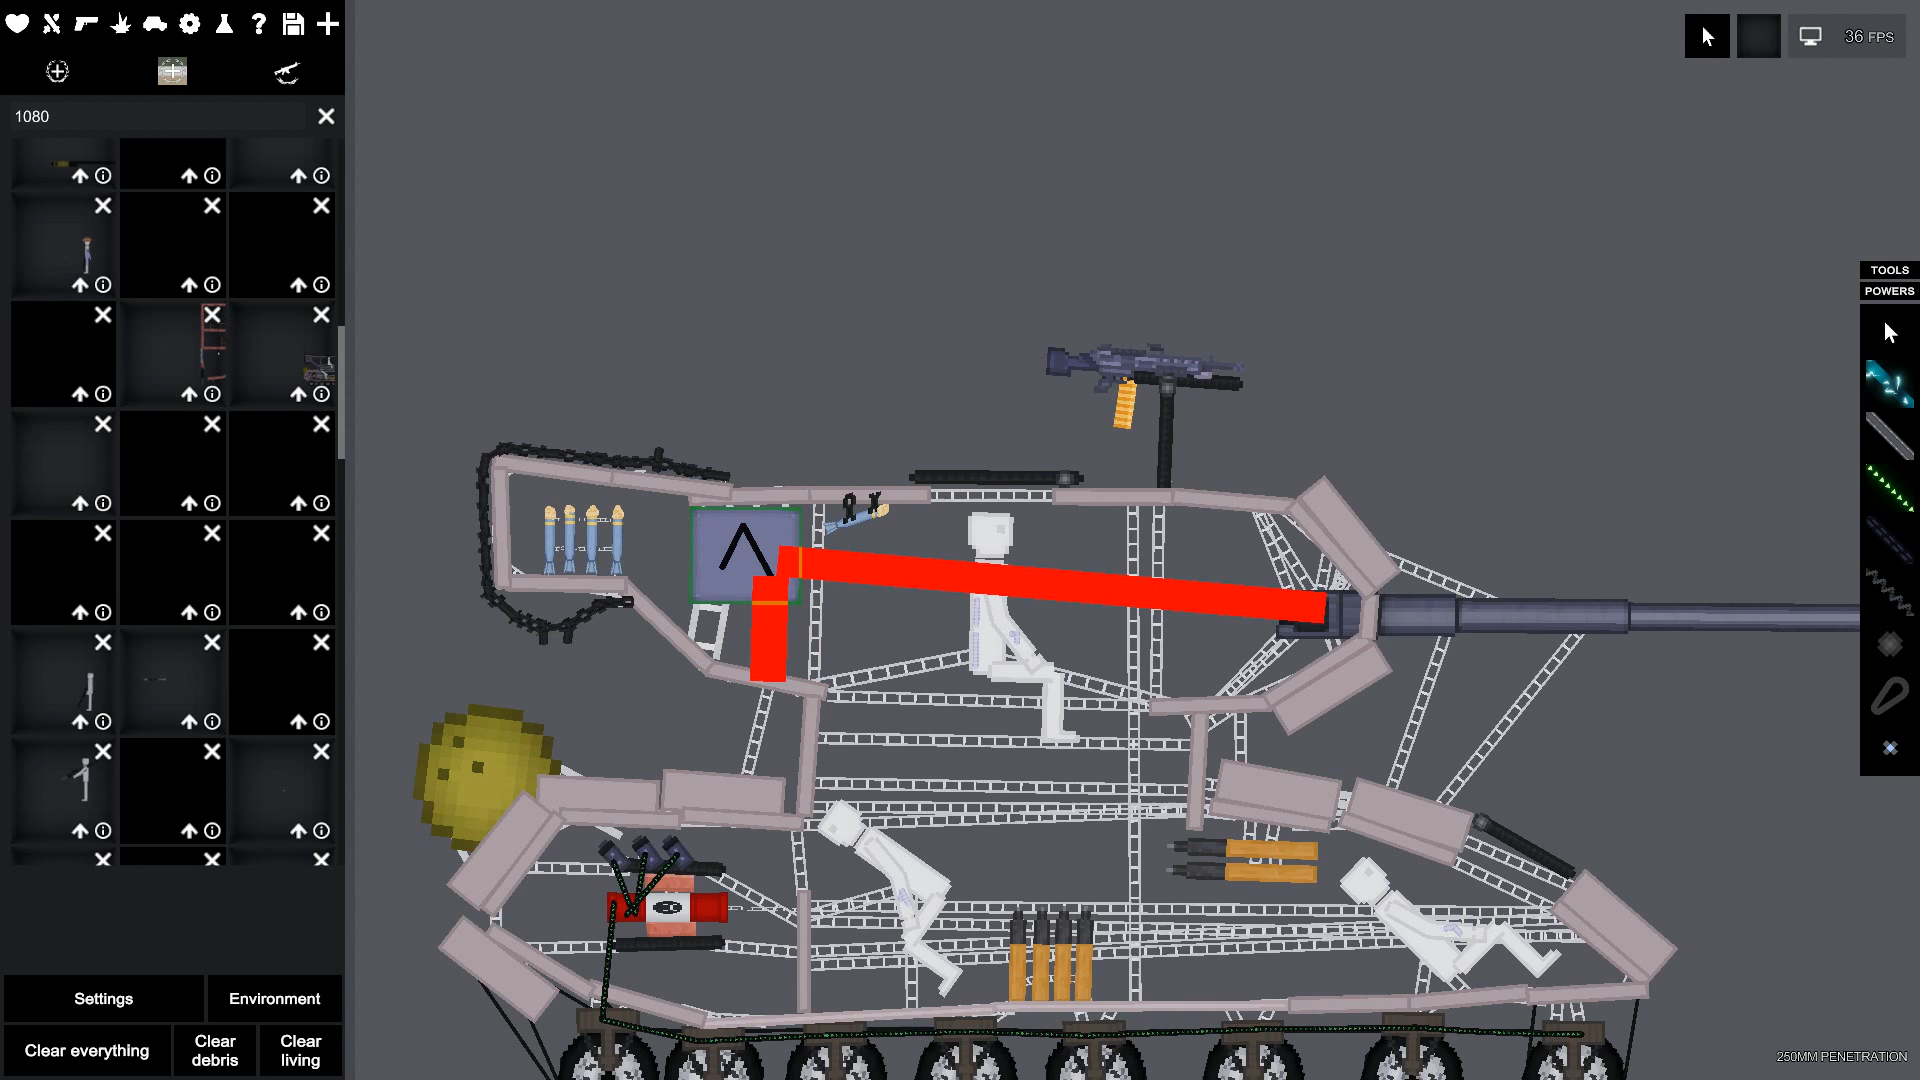 36 FPS
1080
TOOLS
POWERS
Settings
Environment
Clear everything
Clear debris
Clear living
250MM PENETRATION